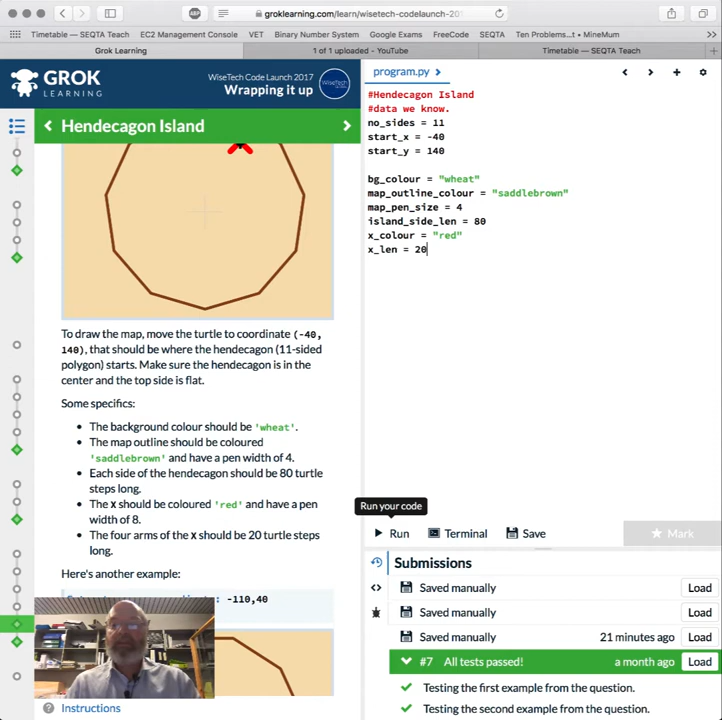 groklearning.com/learn/wisetech-codelaunch-201
Timetable — SEQTA Teach EC2 Management Console VET Binary Number System Google Exams FreeCode SEQTA Ten Problems…t • MineMum
Grok Learning 1 of 1 uploaded - YouTube Timetable — SEQTA Teach
GROK
LEARNING
WiseTech Code Launch 2017
Wrapping it up
Hendecagon Island
program.py
#Hendecagon Island
#data we know.
no_sides = 11
start_x = -40
start_y = 140
bg_colour = "wheat"
map_outline_colour = "saddlebrown"
map_pen_size = 4
island_side_len = 80
x_colour = "red"
x_len = 20
To draw the map, move the turtle to coordinate (-40,
140), that should be where the hendecagon (11-sided
polygon) starts. Make sure the hendecagon is in the
center and the top side is flat.
Some specifics:
• The background colour should be 'wheat'.
• The map outline should be coloured
'saddlebrown' and have a pen width of 4.
• Each side of the hendecagon should be 80 turtle
steps long.
• The x should be coloured 'red' and have a pen
width of 8.
• The four arms of the x should be 20 turtle steps
long.
Here's another example:
-110,40
Instructions
Run your code
Run Terminal Save Mark
Submissions
Saved manually Load
Saved manually Load
Saved manually 21 minutes ago Load
#7 All tests passed! a month ago Load
Testing the first example from the question.
Testing the second example from the question.